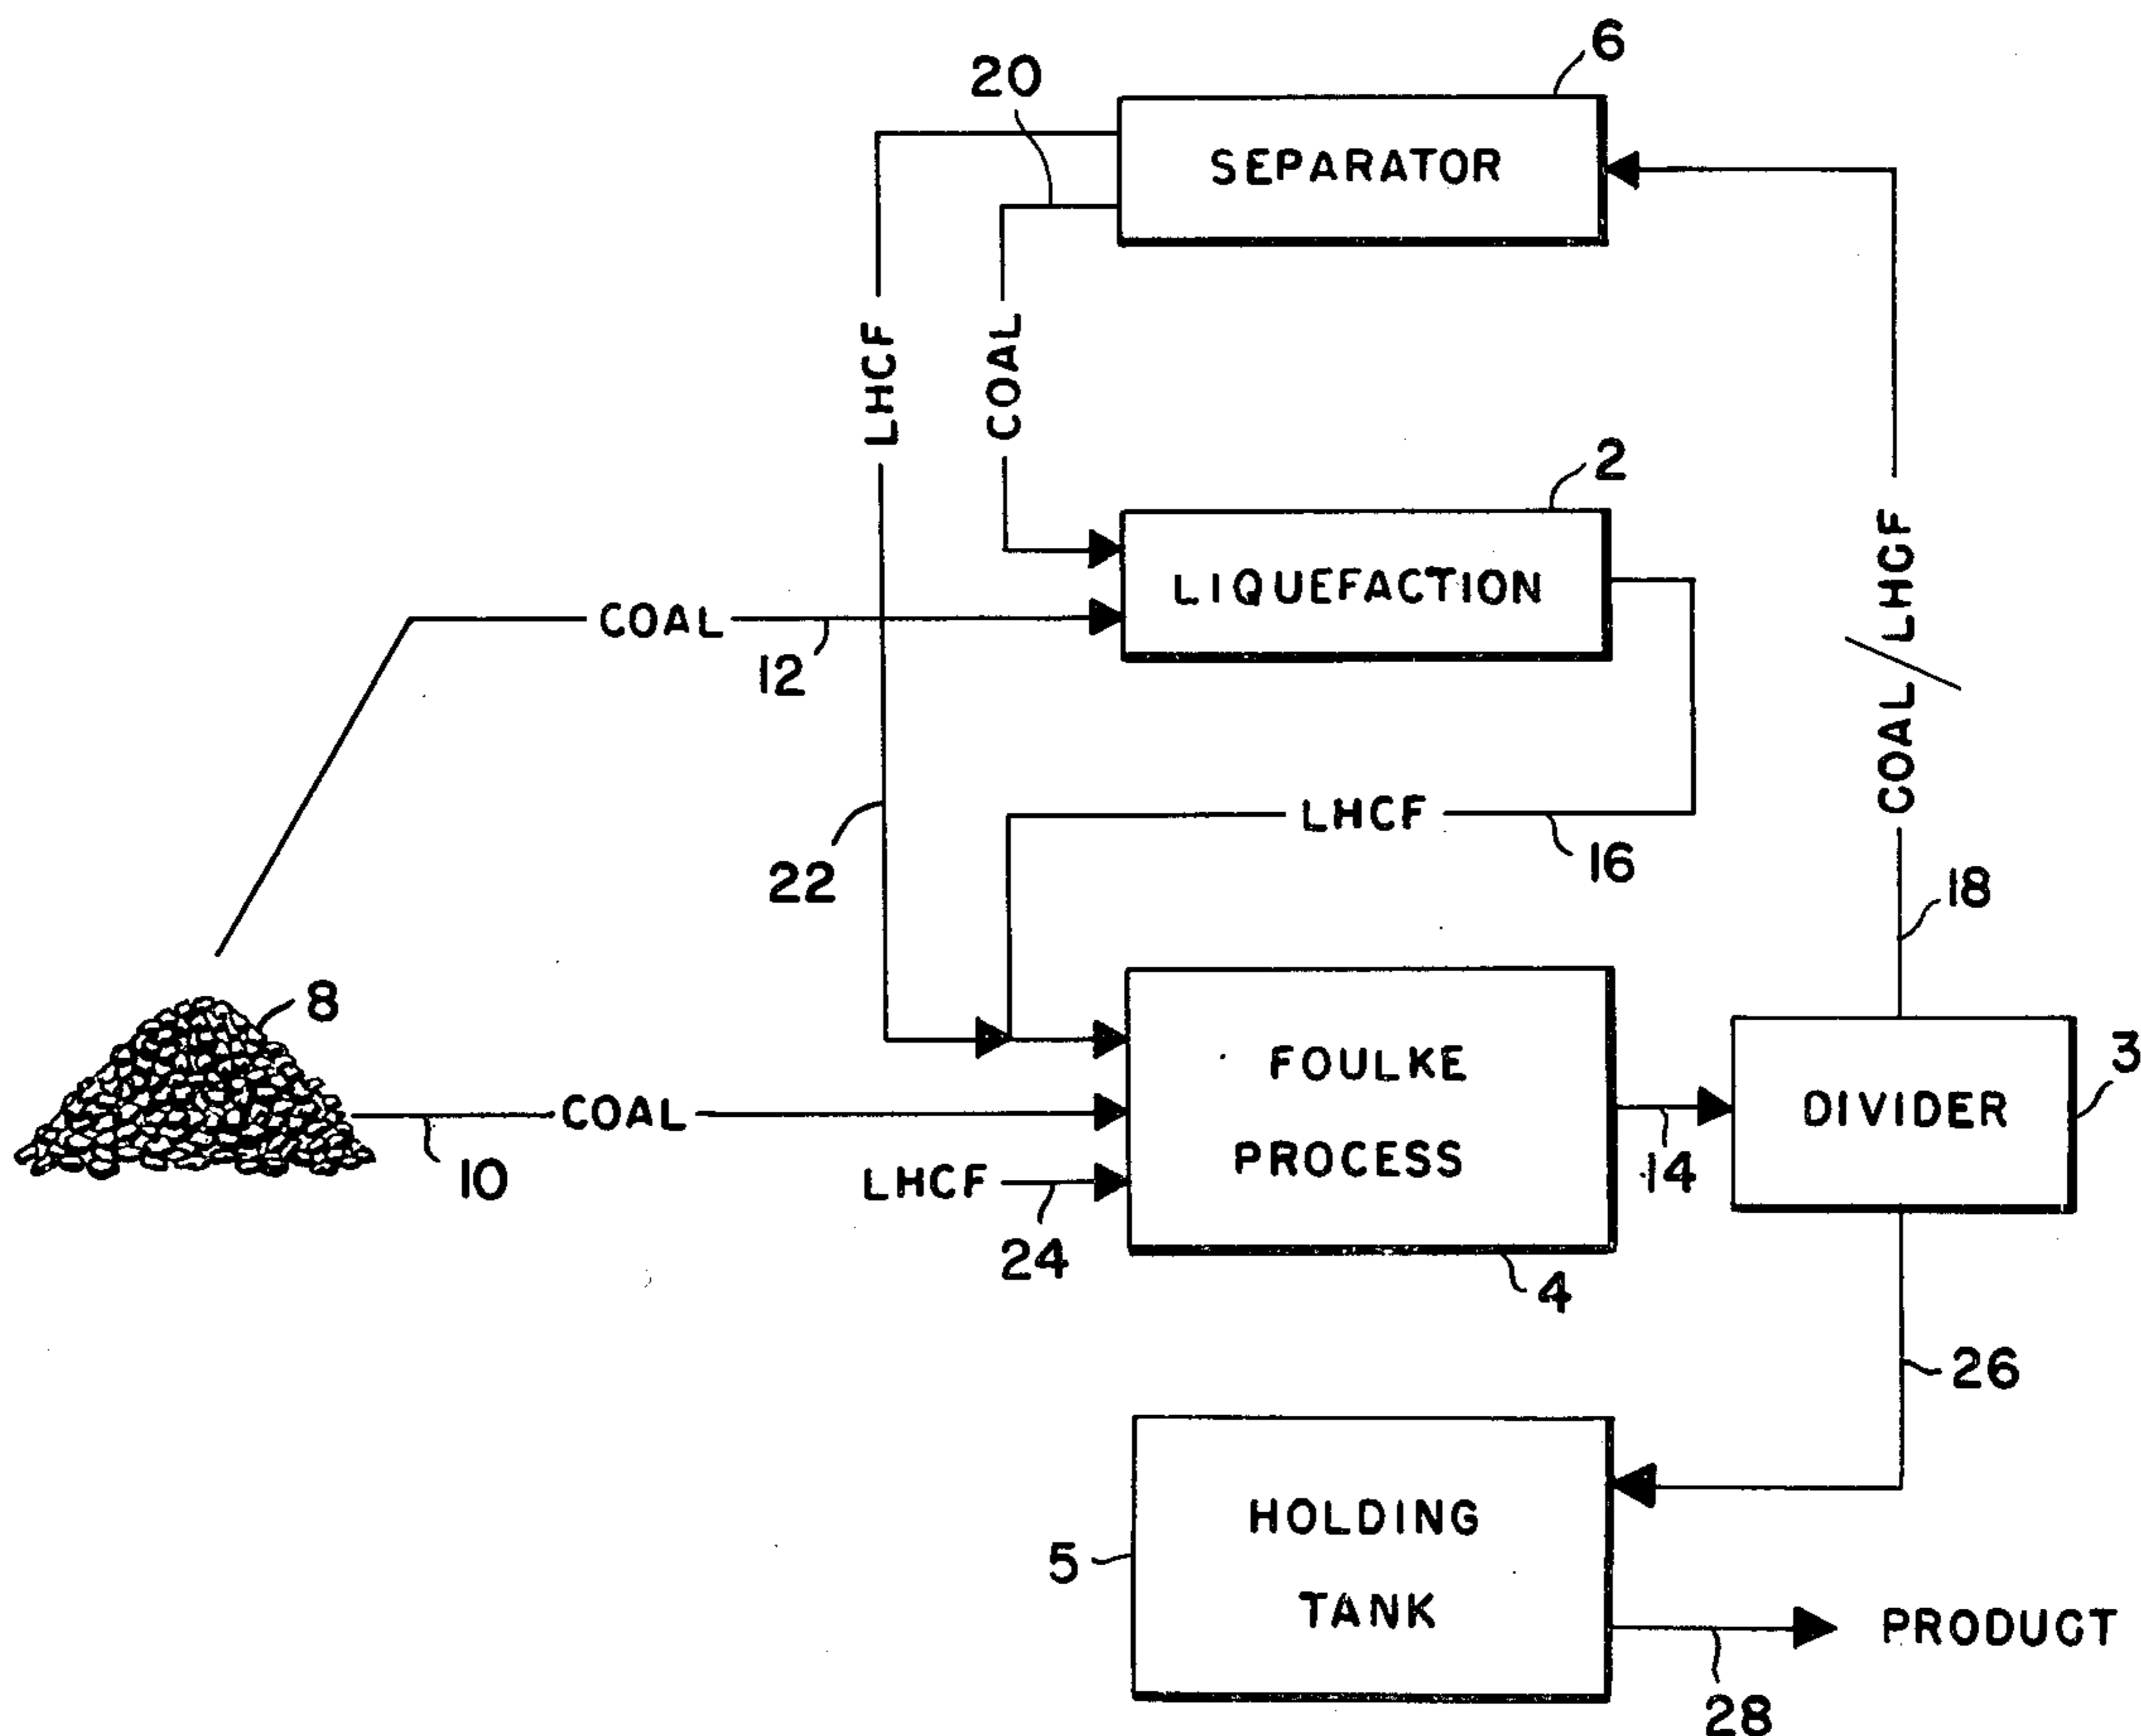 6
20
SEPARATOR
LHCF
COAL
2
LIQUEFACTION
COAL
12
COAL/LHCF
LHCF
16
22
18
8
3
FOULKE
PROCESS
DIVIDER
COAL
10
14
LHCF
24
4
26
HOLDING
TANK
5
PRODUCT
28